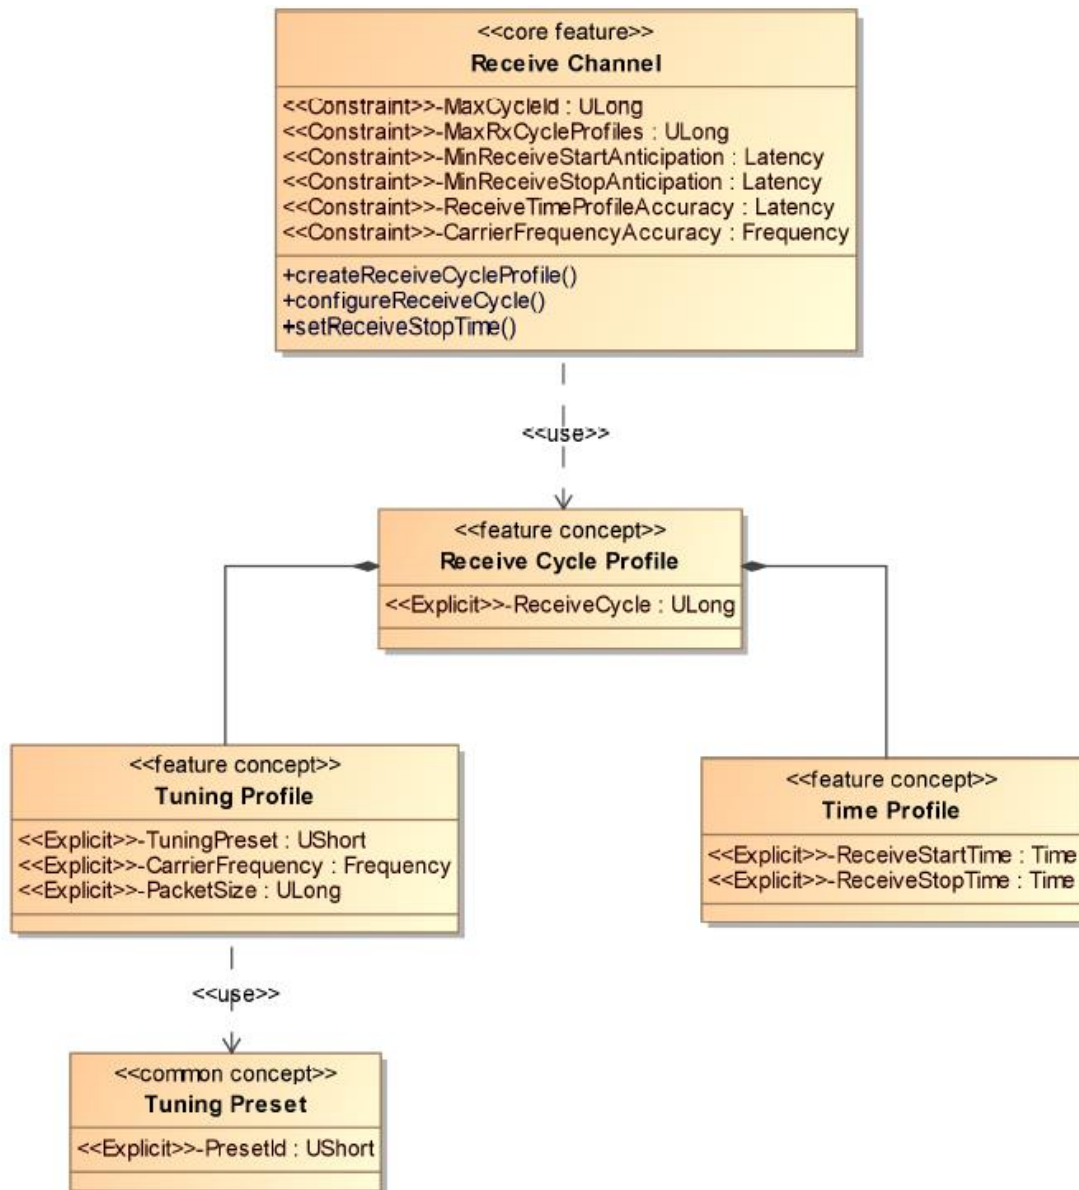 <<core feature>>
Receive Channel
<<Constraint>>-MaxCycleId : ULong
<<Constraint>>-MaxRxCycleProfiles : ULong
<<Constraint>>-MinReceiveStartAnticipation : Latency
<<Constraint>>-MinReceiveStopAnticipation : Latency
<<Constraint>>-ReceiveTimeProfileAccuracy : Latency
<<Constraint>>-CarrierFrequencyAccuracy : Frequency
+createReceiveCycleProfile()
+configureReceiveCycle()
+setReceiveStopTime()
<<use>>
<<feature concept>>
Receive Cycle Profile
<<Explicit>>-ReceiveCycle : ULong
<<feature concept>>
Tuning Profile
<<Explicit>>-TuningPreset : UShort
<<Explicit>>-CarrierFrequency : Frequency
<<Explicit>>-PacketSize : ULong
<<feature concept>>
Time Profile
<<Explicit>>-ReceiveStartTime : Time
<<Explicit>>-ReceiveStopTime : Time
<<use>>
<<common concept>>
Tuning Preset
<<Explicit>>-PresetId : UShort